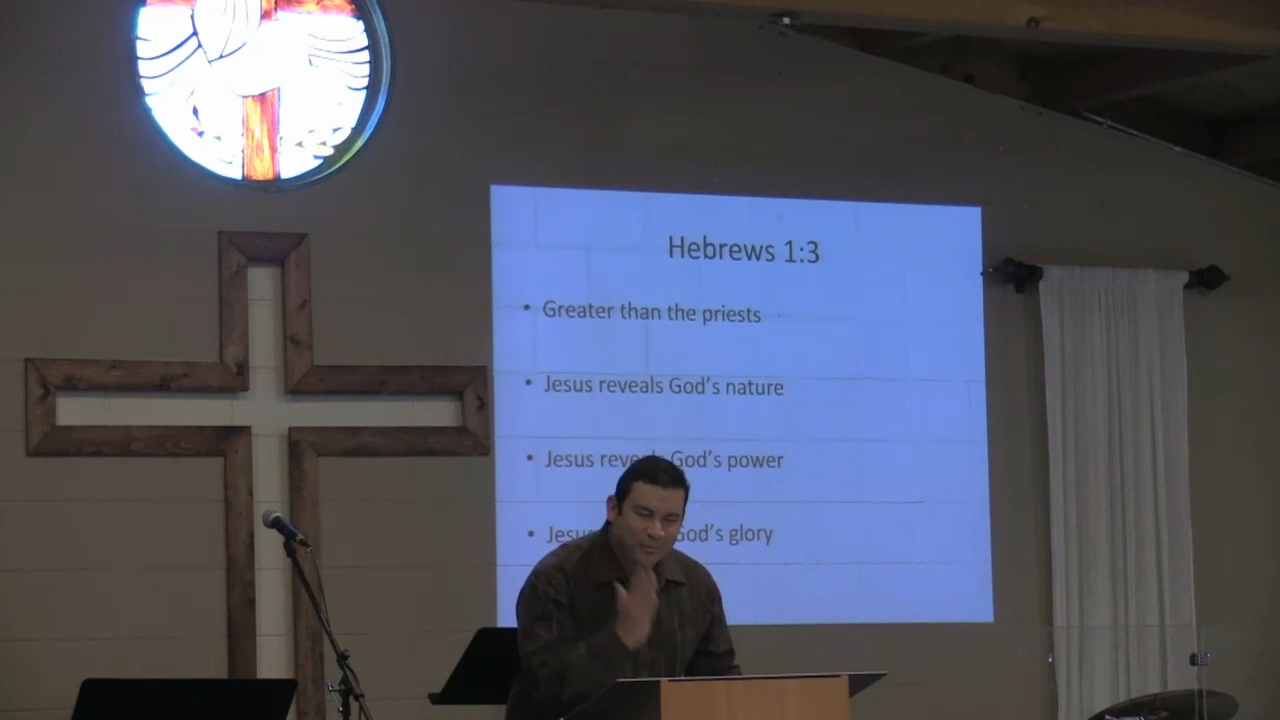 Hebrews 1:3
• Greater than the priests
• Jesus reveals God's nature
• Jesus God's power
• God's glory